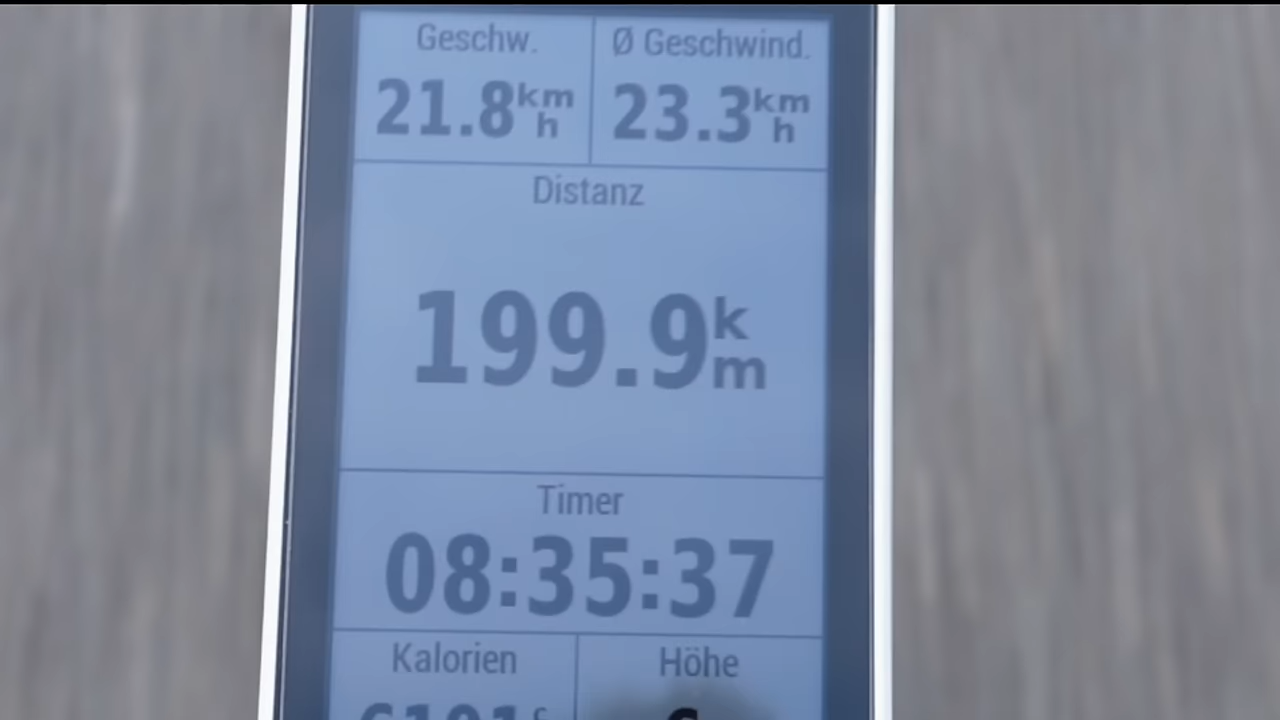 Geschw. Ø Geschwind.
21.8 km/h 23.3 km/h
Distanz
199.9 km
Timer
08:35:37
Kalorien Höhe